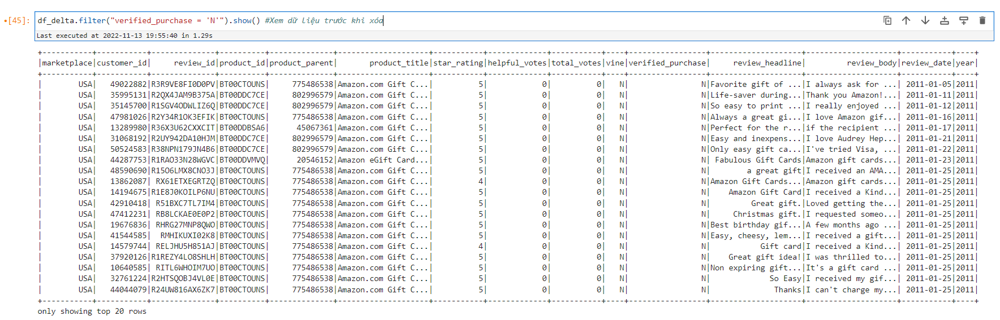 [45]: df_delta.filter("verified_purchase = 'N'").show() #Xem dữ liệu trước khi xóa
Last executed at 2022-11-13 19:55:40 in 1.29s
+-----------+-----------+--------------+----------+--------------+--------------------+-----------+-------------+-----------+----+-----------------+--------------------+--------------------+-----------+----+
|marketplace|customer_id|     review_id|product_id|product_parent|       product_title|star_rating|helpful_votes|total_votes|vine|verified_purchase|     review_headline|         review_body|review_date|year|
+-----------+-----------+--------------+----------+--------------+--------------------+-----------+-------------+-----------+----+-----------------+--------------------+--------------------+-----------+----+
|        USA|   49022882|R3R9VE8FI0D0PV|BT00CTOUNS|     775486538|Amazon.com Gift C...|          5|            0|          0|   N|                N|Favorite gift of ...|I always ask for ...| 2011-01-05|2011|
|        USA|   35995131|R2QX4JAM9B375A|BT00DDC7CE|     802996579|Amazon.com Gift C...|          5|            0|          0|   N|                N|Life-saver during...|Thank you Amazon!...| 2011-01-11|2011|
|        USA|   35145700|R1SGV4ODWLIZ6Q|BT00DDC7CE|     802996579|Amazon.com Gift C...|          5|            0|          0|   N|                N|So easy to print ...|I really enjoyed ...| 2011-01-12|2011|
|        USA|   47981026|R2Y34R1OK3EFIK|BT00CTOUNS|     775486538|Amazon.com Gift C...|          5|            0|          0|   N|                N|Always a great gi...|I love Amazon gif...| 2011-01-16|2011|
|        USA|   13289980|R36X3U62CXXCIT|BT00DDBSA6|      45067361|Amazon.com Gift C...|          5|            0|          0|   N|                N|Perfect for the r...|if the recipient ...| 2011-01-17|2011|
|        USA|   31068192|R2UY942DA10HJM|BT00DDC7CE|     802996579|Amazon.com Gift C...|          5|            0|          0|   N|                N|Easy and inexpens...|I love Audrey Hep...| 2011-01-21|2011|
|        USA|   50524583|R38NPN179JN4B6|BT00DDC7CE|     802996579|Amazon.com Gift C...|          5|            0|          0|   N|                N|Only easy gift ca...|I've tried Visa, ...| 2011-01-22|2011|
|        USA|   44287753|R1RAO33N28WGVC|BT00DDVMVQ|      20546152|Amazon eGift Card...|          5|            0|          0|   N|                N| Fabulous Gift Cards|Amazon gift cards...| 2011-01-23|2011|
|        USA|   48590690|R15O6LMX8CNO3J|BT00CTOUNS|     775486538|Amazon.com Gift C...|          5|            0|          0|   N|                N|        a great gift|I received an AMA...| 2011-01-25|2011|
|        USA|   13862087| RX61ETXEGRTZQ|BT00CTOUNS|     775486538|Amazon.com Gift C...|          4|            0|          0|   N|                N|Amazon Gift Cards...|Amazon gift cards...| 2011-01-25|2011|
|        USA|   14194675|R1E8J0KOILP6NU|BT00CTOUNS|     775486538|Amazon.com Gift C...|          5|            0|          0|   N|                N|    Amazon Gift Card|I received a Kind...| 2011-01-25|2011|
|        USA|   42910418| R51BXC7TL7IM4|BT00CTOUNS|     775486538|Amazon.com Gift C...|          5|            0|          0|   N|                N|         Great gift.|Loved getting the...| 2011-01-25|2011|
|        USA|   47412231| RB8LCKAE0E0P2|BT00CTOUNS|     775486538|Amazon.com Gift C...|          5|            0|          0|   N|                N|     Christmas gift.|I requested someo...| 2011-01-25|2011|
|        USA|   19676836| RHRG27MNP8QWO|BT00CTOUNS|     775486538|Amazon.com Gift C...|          5|            0|          0|   N|                N|Best birthday gif...|A few months ago ...| 2011-01-25|2011|
|        USA|   41544585|  RMHIKUXI02K8|BT00CTOUNS|     775486538|Amazon.com Gift C...|          5|            0|          0|   N|                N|Easy, cheesy, lem...|I received a gift...| 2011-01-25|2011|
|        USA|   14579744| RELJHU5H851AJ|BT00CTOUNS|     775486538|Amazon.com Gift C...|          4|            0|          0|   N|                N|           Gift card|I received a Kind...| 2011-01-25|2011|
|        USA|   37920126|R1REZY4LO8SHLH|BT00CTOUNS|     775486538|Amazon.com Gift C...|          5|            0|          0|   N|                N|    Great gift idea!|I was thrilled to...| 2011-01-25|2011|
|        USA|   10640585| RITL6WHOIM7UO|BT00CTOUNS|     775486538|Amazon.com Gift C...|          5|            0|          0|   N|                N|Non expiring gift...|It's a gift card ...| 2011-01-25|2011|
|        USA|   32761224|R2HTSQOBJ4VL0E|BT00CTOUNS|     775486538|Amazon.com Gift C...|          5|            0|          0|   N|                N|             So Easy|I received my gif...| 2011-01-25|2011|
|        USA|   44044079|R24UW816AX6ZK7|BT00CTOUNS|     775486538|Amazon.com Gift C...|          5|            0|          0|   N|                N|              Thanks|I can't charge my...| 2011-01-25|2011|
+-----------+-----------+--------------+----------+--------------+--------------------+-----------+-------------+-----------+----+-----------------+--------------------+--------------------+-----------+----+
only showing top 20 rows